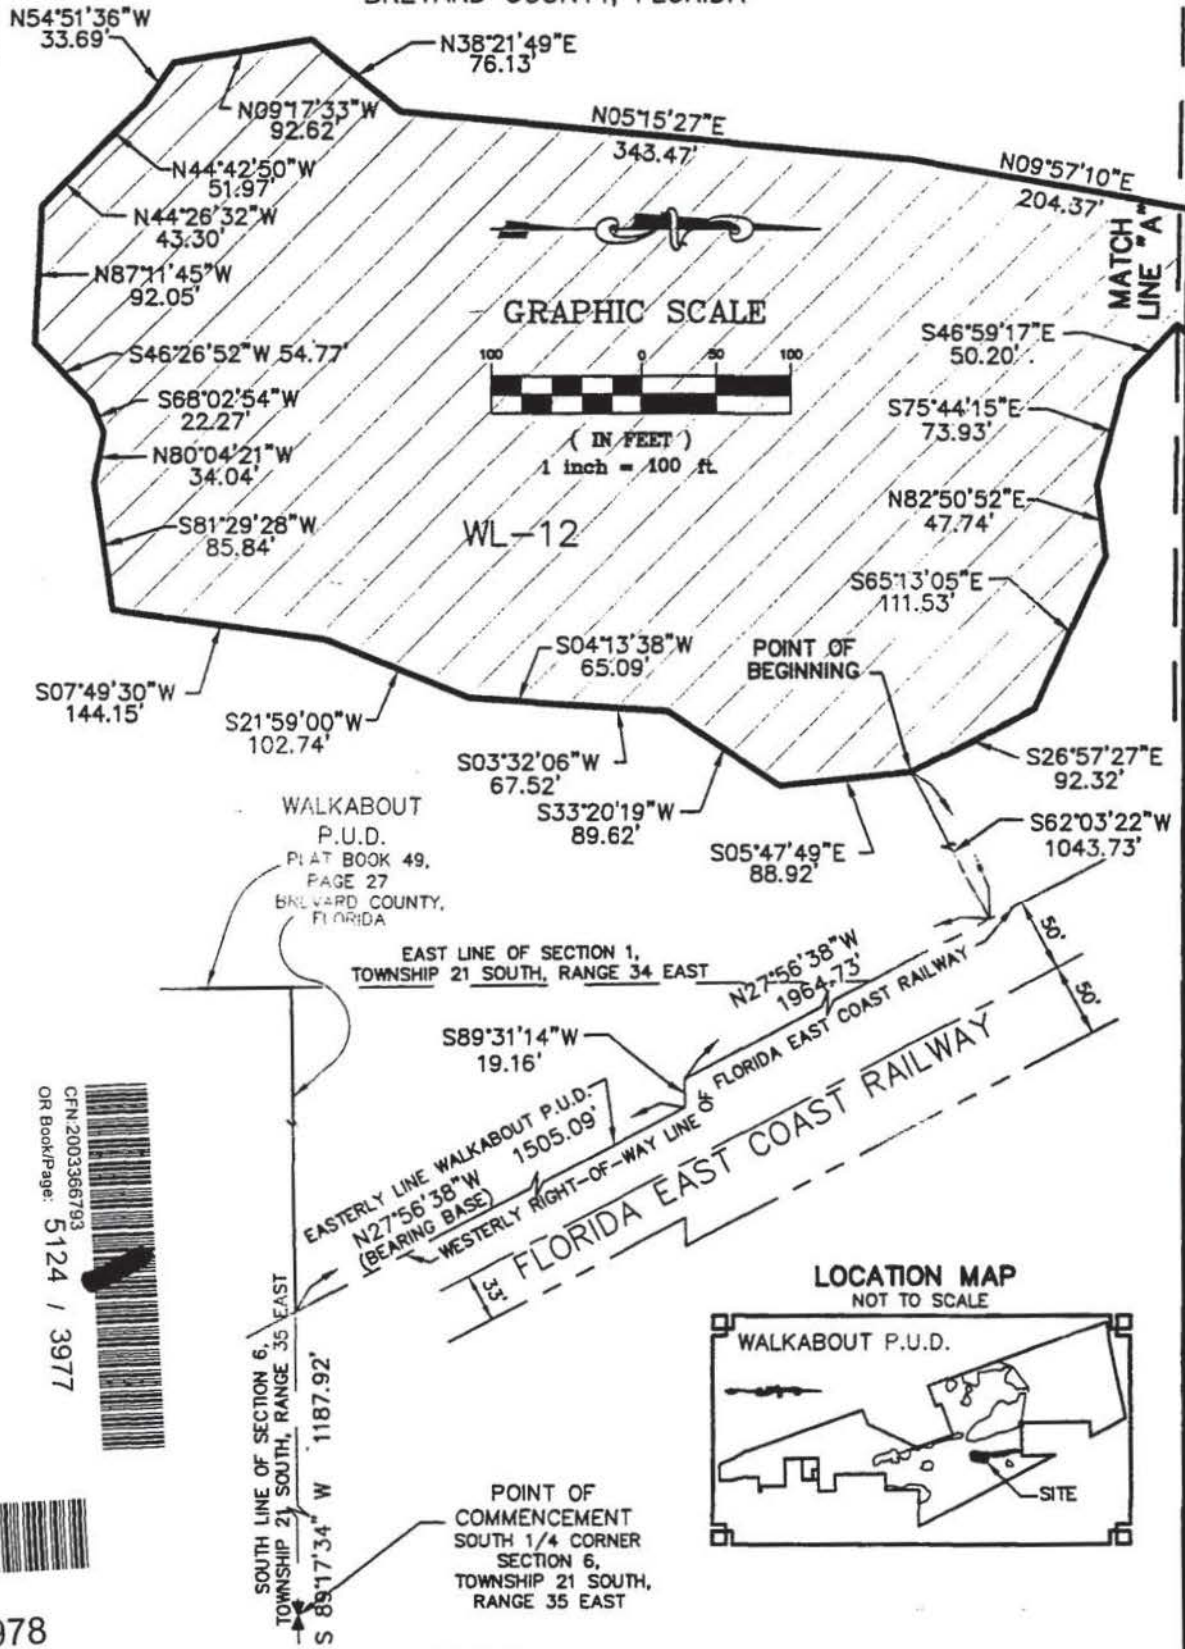 BREVARD COUNTY, FLORIDA
N54°51'36"W
33.69'
N38°21'49"E
76.13'
N09°17'33"W
92.62'
N05°15'27"E
343.47'
N09°57'10"E
204.37'
N44°42'50"W
51.97'
N44°26'32"W
43.30'
N87°11'45"W
92.05'
MATCH
LINE "A"
GRAPHIC SCALE
100 0 50 100
( IN FEET )
1 inch = 100 ft.
S46°26'52"W 54.77'
S68°02'54"W
22.27'
N80°04'21"W
34.04'
S81°29'28"W
85.84'
WL-12
S46°59'17"E
50.20'
S75°44'15"E
73.93'
N82°50'52"E
47.74'
S65°13'05"E
111.53'
S04°13'38"W
65.09'
POINT OF
BEGINNING
S07°49'30"W
144.15'
S21°59'00"W
102.74'
S03°32'06"W
67.52'
S33°20'19"W
89.62'
S05°47'49"E
88.92'
S26°57'27"E
92.32'
S62°03'22"W
1043.73'
WALKABOUT
P.U.D.
PLAT BOOK 49,
PAGE 27
BREVARD COUNTY,
FLORIDA
EAST LINE OF SECTION 1,
TOWNSHIP 21 SOUTH, RANGE 34 EAST
N27°56'38"W
1964.73'
50'
50'
S89°31'14"W
19.16'
EASTERLY LINE WALKABOUT P.U.D.
N27°56'38"W 1505.09'
(BEARING BASE)
WESTERLY RIGHT-OF-WAY LINE OF FLORIDA EAST COAST RAILWAY
FLORIDA EAST COAST RAILWAY
33'
CFN:2003366793
OR Book/Page: 5124 / 3977
SOUTH LINE OF SECTION 6,
TOWNSHIP 21 SOUTH, RANGE 35 EAST
S 89°17'34" W 1187.92'
POINT OF
COMMENCEMENT
SOUTH 1/4 CORNER
SECTION 6,
TOWNSHIP 21 SOUTH,
RANGE 35 EAST
LOCATION MAP
NOT TO SCALE
WALKABOUT P.U.D.
SITE
978